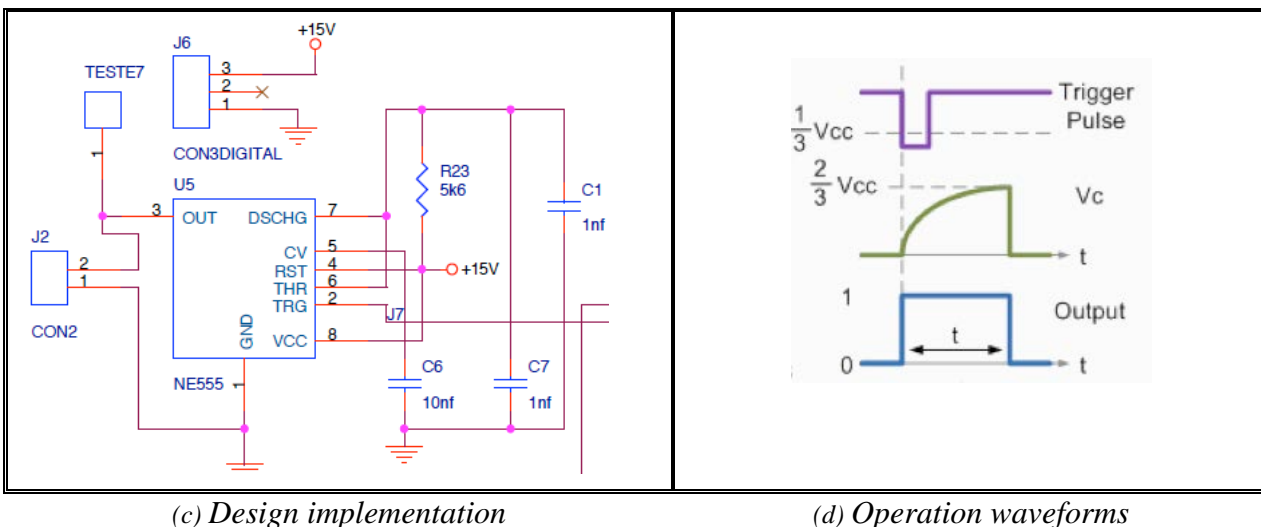 +15V
J6
3
2
1
CON3DIGITAL
TESTE7
1
U5
3
OUT
DSCHG
7
CV
5
RST
4
THR
6
TRG
2
VCC
8
GND
1
NE555
J2
2
1
CON2
R23
5k6
C1
1nf
+15V
J7
C6
10nf
C7
1nf
Trigger
Pulse
1/3 Vcc
2/3 Vcc
Vc
t
1
Output
t
0
t
(c) Design implementation
(d) Operation waveforms